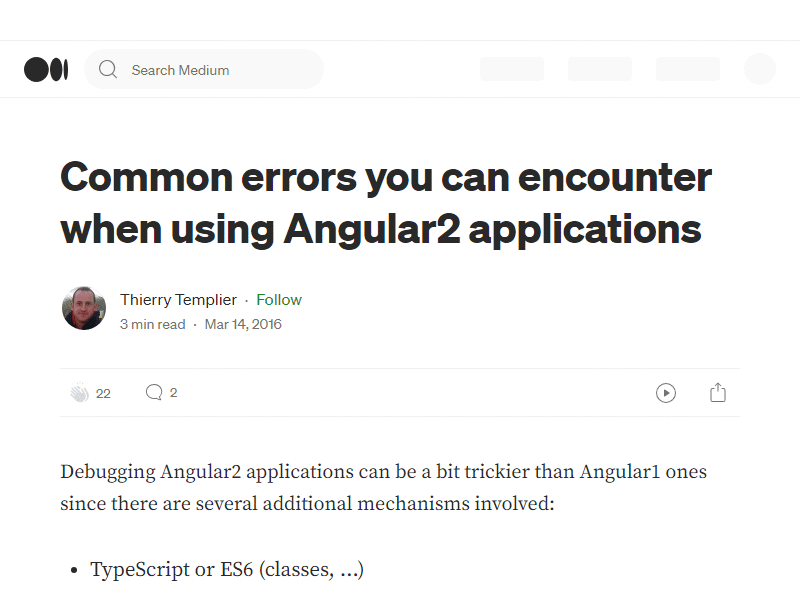 Search Medium
Common errors you can encounter
when using Angular2 applications
Thierry Templier · Follow
3 min read · Mar 14, 2016
22
2
Debugging Angular2 applications can be a bit trickier than Angular1 ones
since there are several additional mechanisms involved:
• TypeScript or ES6 (classes, …)